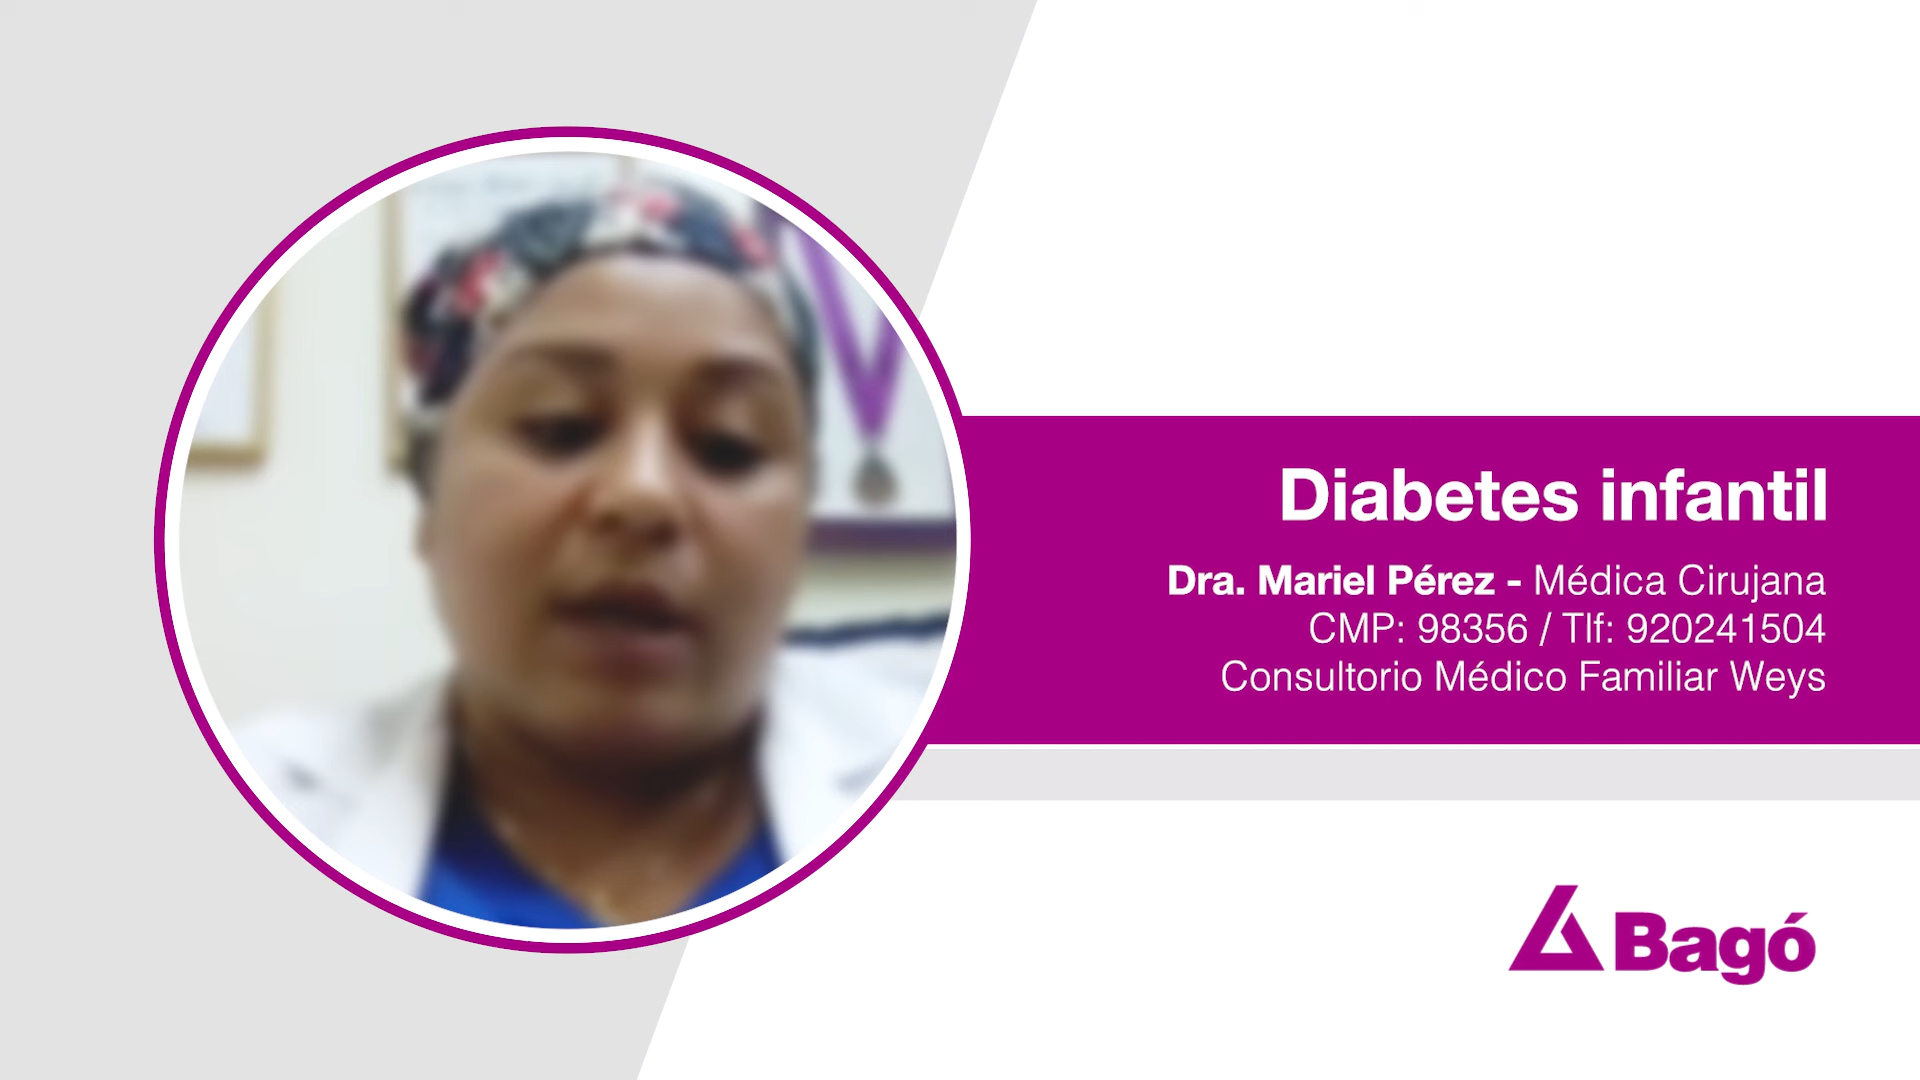 Diabetes infantil
Dra. Mariel Pérez - Médica Cirujana
CMP: 98356 / Tlf: 920241504
Consultorio Médico Familiar Weys
Bagó